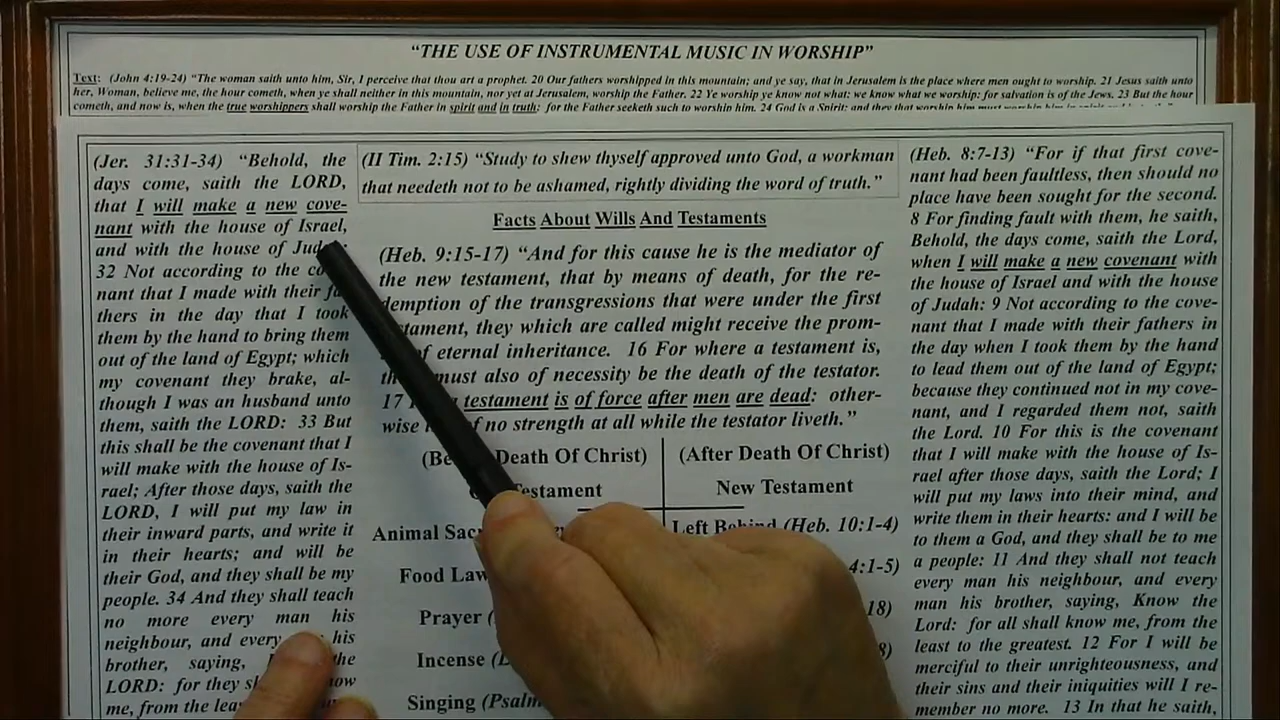 “THE USE OF INSTRUMENTAL MUSIC IN WORSHIP”
Text: (John 4:19-24) “The woman saith unto him, Sir, I perceive that thou art a prophet. 20 Our fathers worshipped in this mountain; and ye say, that in Jerusalem is the place where men ought to worship. 21 Jesus saith unto
her, Woman, believe me, the hour cometh, when ye shall neither in this mountain, nor yet at Jerusalem, worship the Father. 22 Ye worship ye know not what: we know what we worship: for salvation is of the Jews. 23 But the hour
cometh, and now is, when the true worshippers shall worship the Father in spirit and in truth: for the Father seeketh such to worship him. 24 God is a Spirit: and they that worship him must worship him in spirit and in truth.”
(Jer. 31:31-34) “Behold, the
days come, saith the LORD,
that I will make a new cove-
nant with the house of Israel,
and with the house of
32 Not according to the
nant that I made with their
thers in the day that I took
them by the hand to bring them
out of the land of Egypt; which
my covenant they brake, al-
though I was an husband unto
them, saith the LORD: 33 But
this shall be the covenant that I
will make with the house of Is-
rael; After those days, saith the
LORD, I will put my law in
their inward parts, and write it
in their hearts; and will be
their God, and they shall be my
people. 34 And they shall teach
no more every man his
neighbour, and every his
brother, saying, the
LORD: for they
me, from the
(II Tim. 2:15) “Study to shew thyself approved unto God, a workman
that needeth not to be ashamed, rightly dividing the word of truth.”
Facts About Wills And Testaments
(Heb. 9:15-17) “And for this cause he is the mediator of
the new testament, that by means of death, for the re-
demption of the transgressions that were under the first
testament, they which are called might receive the prom-
of eternal inheritance. 16 For where a testament is,
must also of necessity be the death of the testator.
17 testament is of force after men are dead: other-
wise of no strength at all while the testator liveth.”
Death Of Christ) (After Death Of Christ)
Testament New Testament
Animal Left Behind (Heb. 10:1-4)
Food 4:1-5)
Prayer 18)
Incense 8)
Singing
(Heb. 8:7-13) “For if that first cove-
nant had been faultless, then should no
place have been sought for the second.
8 For finding fault with them, he saith,
Behold, the days come, saith the Lord,
when I will make a new covenant with
the house of Israel and with the house
of Judah: 9 Not according to the cove-
nant that I made with their fathers in
the day when I took them by the hand
to lead them out of the land of Egypt;
because they continued not in my cove-
nant, and I regarded them not, saith
the Lord. 10 For this is the covenant
that I will make with the house of Is-
rael after those days, saith the Lord; I
will put my laws into their mind, and
write them in their hearts: and I will be
to them a God, and they shall be to me
a people: 11 And they shall not teach
every man his neighbour, and every
man his brother, saying, Know the
Lord: for all shall know me, from the
least to the greatest. 12 For I will be
merciful to their unrighteousness, and
their sins and their iniquities will I re-
member no more. 13 In that he saith,